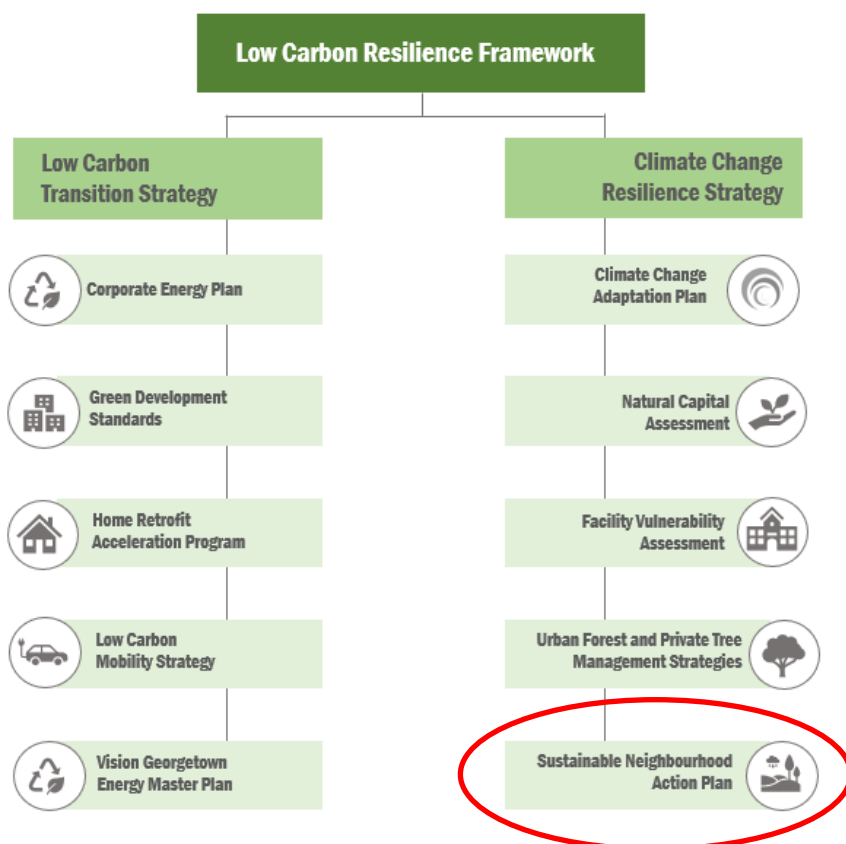 Low Carbon Resilience Framework
Low Carbon
Transition Strategy
Corporate Energy Plan
Green Development
Standards
Home Retrofit
Acceleration Program
Low Carbon
Mobility Strategy
Vision Georgetown
Energy Master Plan
Climate Change
Resilience Strategy
Climate Change
Adaptation Plan
Natural Capital
Assessment
Facility Vulnerability
Assessment
Urban Forest and Private Tree
Management Strategies
Sustainable Neighbourhood
Action Plan